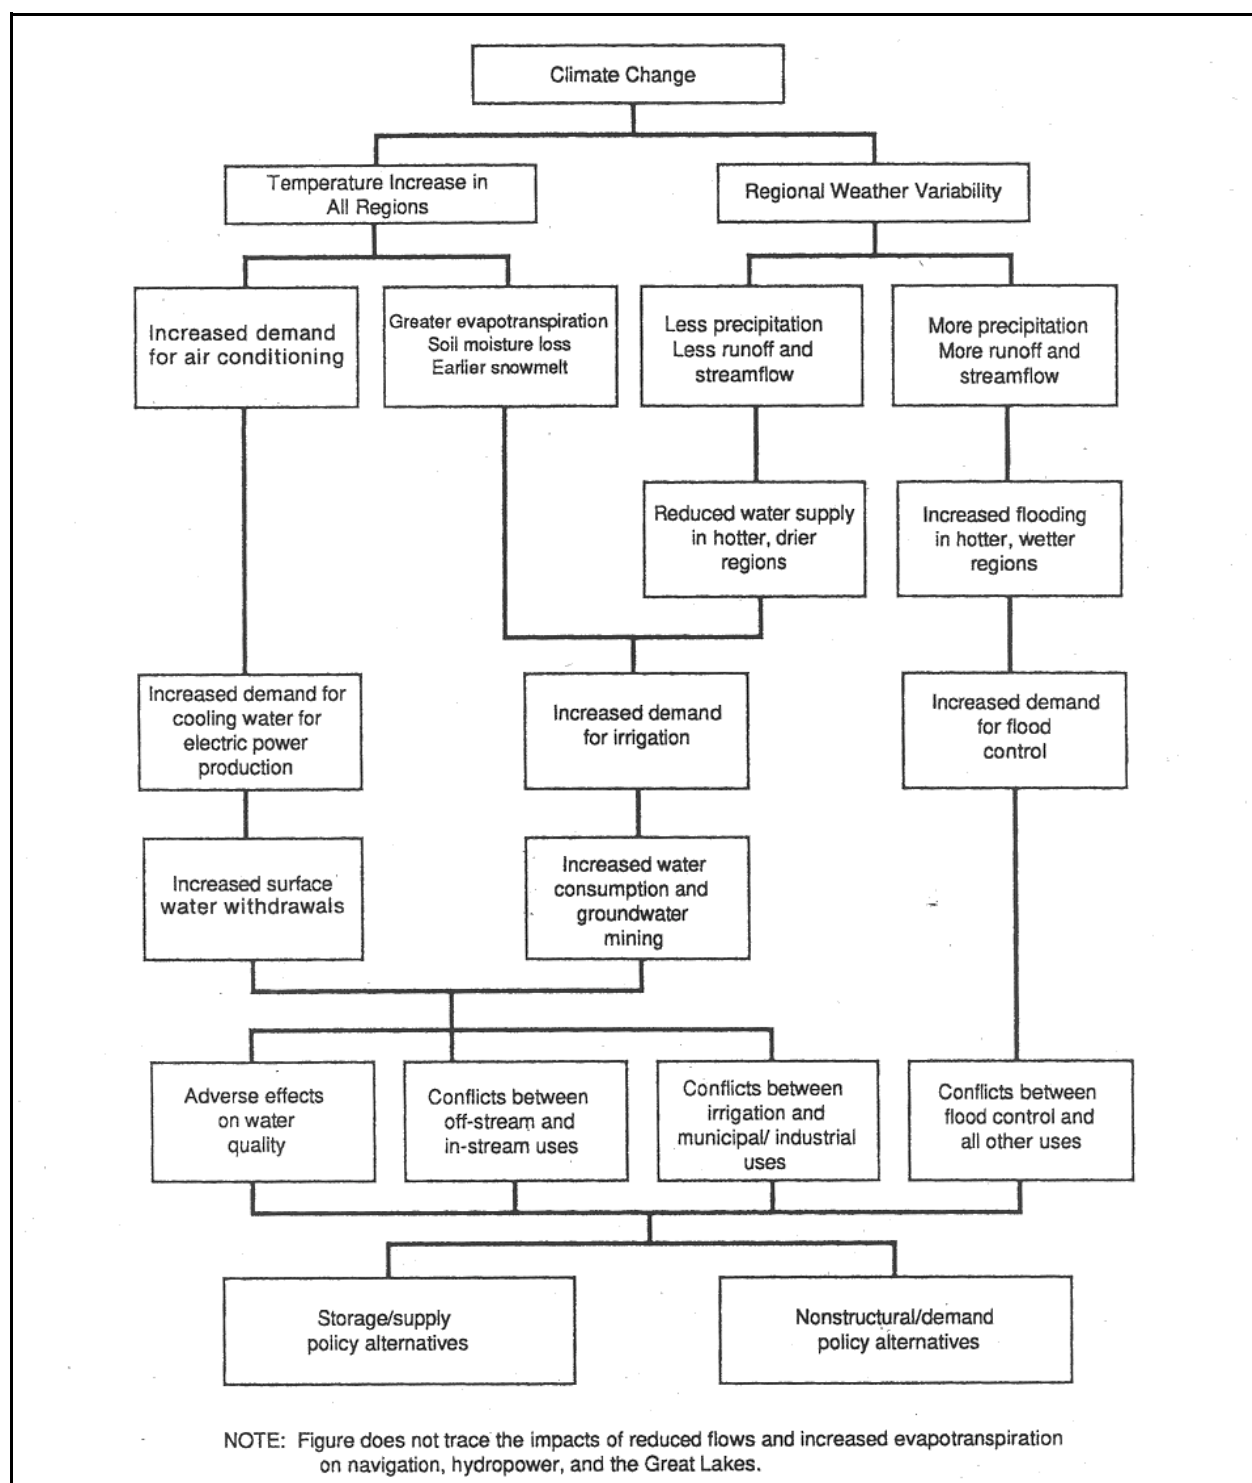 Climate Change
Temperature Increase in
All Regions
Regional Weather Variability
Increased demand
for air conditioning
Greater evapotranspiration
Soil moisture loss
Earlier snowmelt
Less precipitation
Less runoff and
streamflow
More precipitation
More runoff and
streamflow
Reduced water supply
in hotter, drier
regions
Increased flooding
in hotter, wetter
regions
Increased demand for
cooling water for
electric power
production
Increased demand
for irrigation
Increased demand
for flood
control
Increased surface
water withdrawals
Increased water
consumption and
groundwater
mining
Adverse effects
on water
quality
Conflicts between
off-stream and
in-stream uses
Conflicts between
irrigation and
municipal/ industrial
uses
Conflicts between
flood control and
all other uses
Storage/supply
policy alternatives
Nonstructural/demand
policy alternatives
NOTE: Figure does not trace the impacts of reduced flows and increased evapotranspiration
on navigation, hydropower, and the Great Lakes.